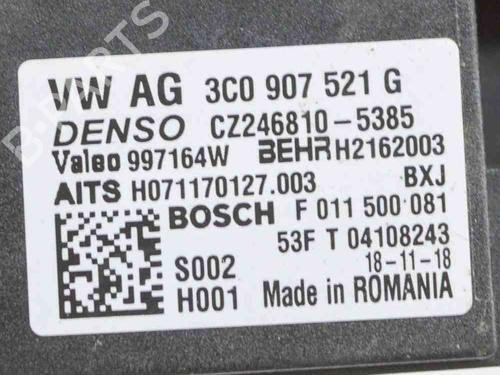 VW AG 3C0 907 521 G
DENSO CZ246810-5385
Valeo 997164W BEHR H2162003
AITS H071170127.003 BXJ
BOSCH F 011 500 081
53F T 04108243
S002 18-11-18
H001 Made in ROMANIA
B-PARTS